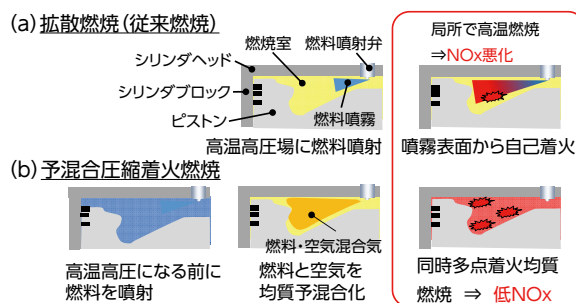 (a) 拡散燃焼(従来燃焼)
シリンダヘッド
燃焼室
燃料噴射弁
シリンダブロック
ピストン
燃料噴霧
高温高圧場に燃料噴射
局所で高温燃焼
⇒NOx悪化
噴霧表面から自己着火
(b) 予混合圧縮着火燃焼
高温高圧になる前に
燃料を噴射
燃料・空気混合気
燃料と空気を
均質予混合化
同時多点着火均質
燃焼 ⇒ 低NOx